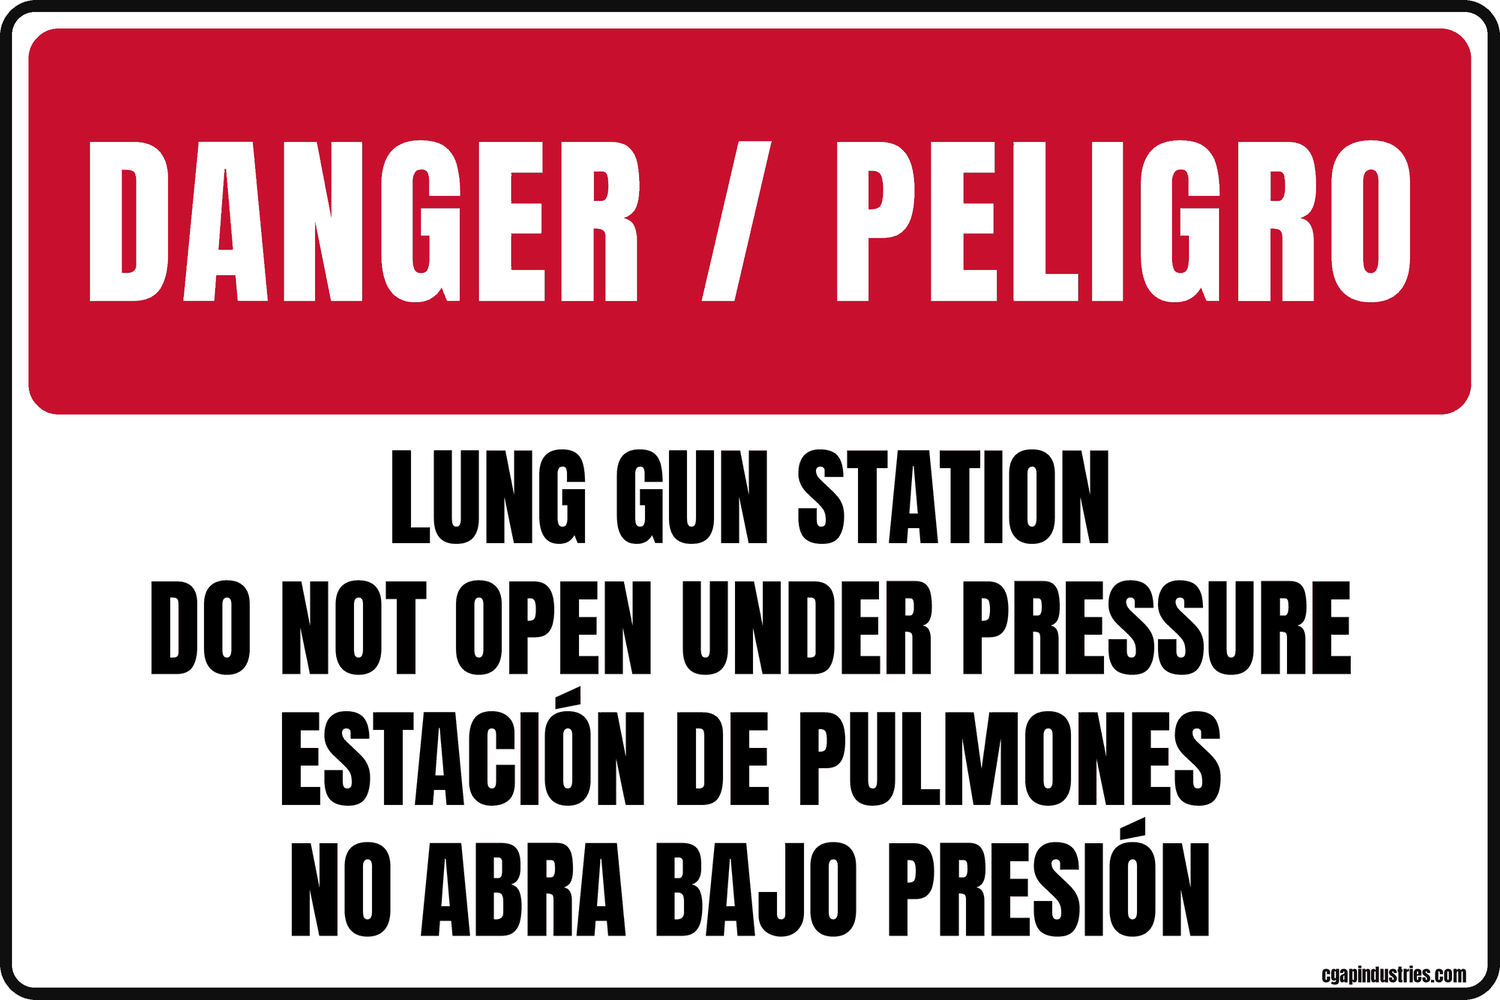 DANGER / PELIGRO
LUNG GUN STATION
DO NOT OPEN UNDER PRESSURE
ESTACIÓN DE PULMONES
NO ABRA BAJO PRESIÓN
cgapindustries.com